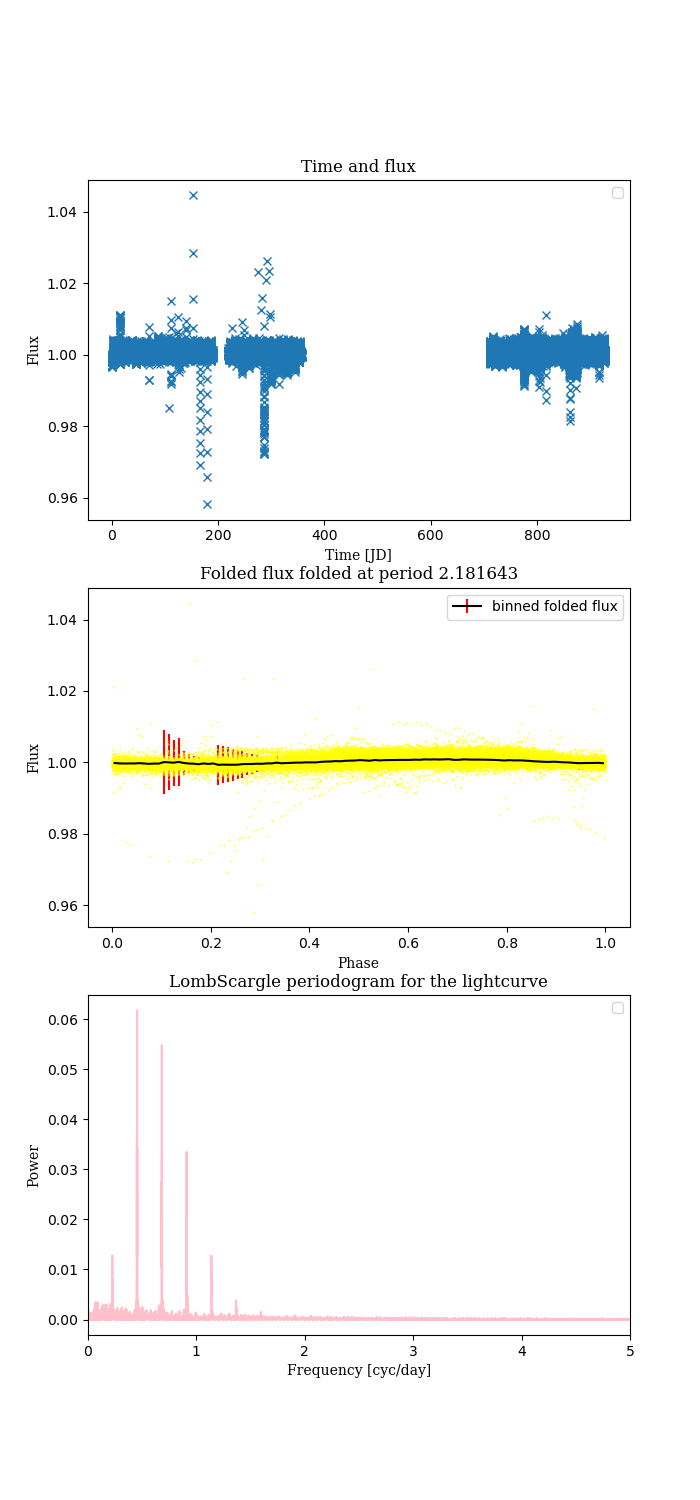 Time and flux
1.04
1.02
1.00
0.98
0.96
Flux
0 200 400 600 800
Time [JD]
Folded flux folded at period 2.181643
binned folded flux
1.04
1.02
1.00
0.98
0.96
Flux
0.0 0.2 0.4 0.6 0.8 1.0
Phase
LombScargle periodogram for the lightcurve
0.06
0.05
0.04
0.03
0.02
0.01
0.00
Power
0 1 2 3 4 5
Frequency [cyc/day]